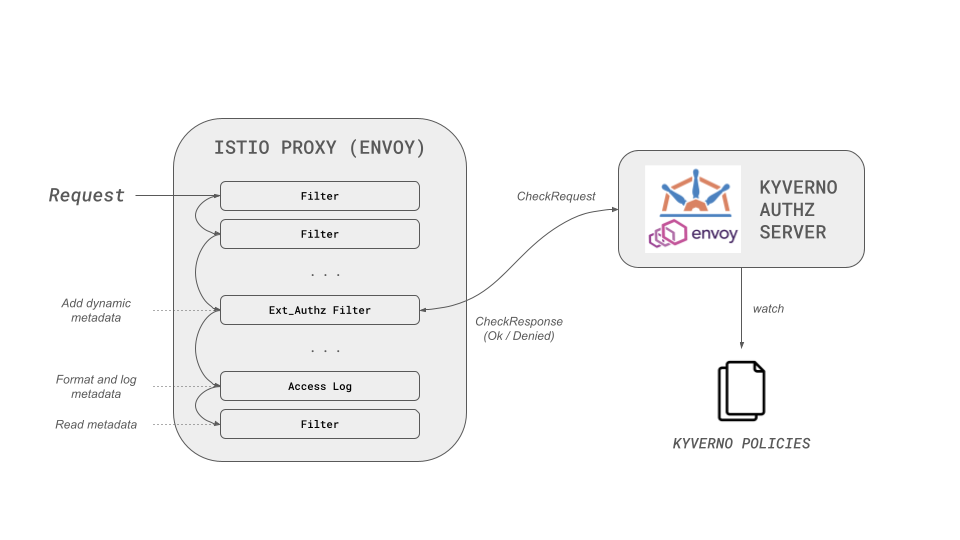 ISTIO PROXY (ENVOY)
Request
Filter
Filter
. . .
Add dynamic
metadata
Ext_Authz Filter
. . .
Format and log
metadata
Access Log
Read metadata
Filter
CheckRequest
CheckResponse
(Ok / Denied)
envoy
KYVERNO
AUTHZ
SERVER
watch
KYVERNO POLICIES